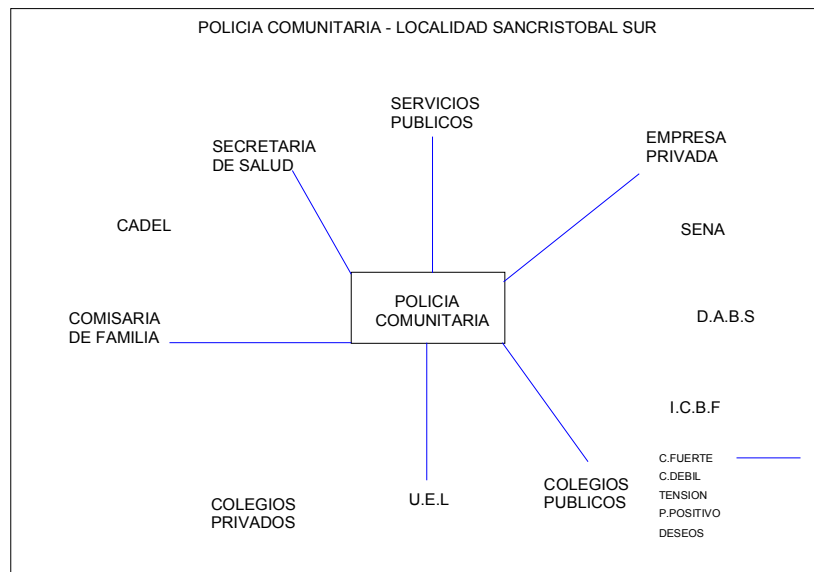 POLICIA COMUNITARIA - LOCALIDAD SANCRISTOBAL SUR
SERVICIOS
PUBLICOS
SECRETARIA
DE SALUD
EMPRESA
PRIVADA
CADEL
SENA
POLICIA
COMUNITARIA
COMISARIA
DE FAMILIA
D.A.B.S
I.C.B.F
COLEGIOS
PRIVADOS
U.E.L
COLEGIOS
PUBLICOS
C.FUERTE
C.DEBIL
TENSION
P.POSITIVO
DESEOS